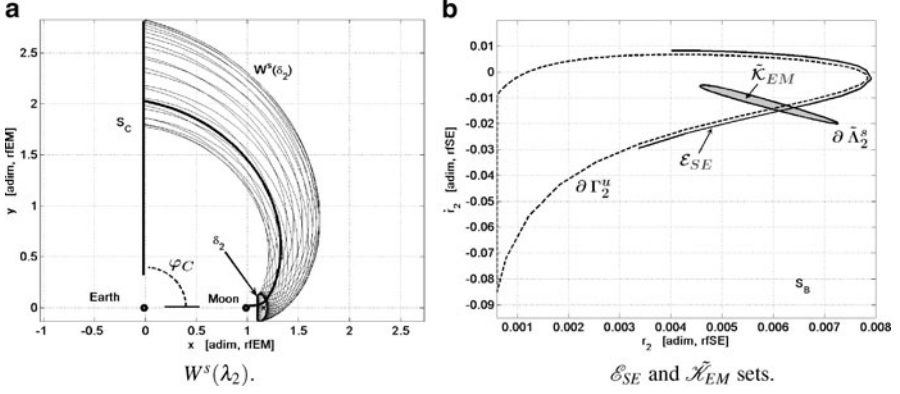 a
2.5
2
1.5
1
0.5
0
y [adim, rfEM]
-1
-0.5
0
0.5
1
1.5
2
2.5
x [adim, rfEM]
W^s(δ_2)
S_C
δ_2
φ_C
Earth
Moon
W^s(λ_2).
b
0.01
0
-0.01
-0.02
-0.03
-0.04
-0.05
-0.06
-0.07
-0.08
-0.09
ṙ_2 [adim, rfSE]
0.001
0.002
0.003
0.004
0.005
0.006
0.007
0.008
r_2 [adim, rfSE]
𝒦̃_EM
∂Λ̃_2^s
ℰ_SE
∂Γ_2^u
S_B
ℰ_SE and 𝒦̃_EM sets.